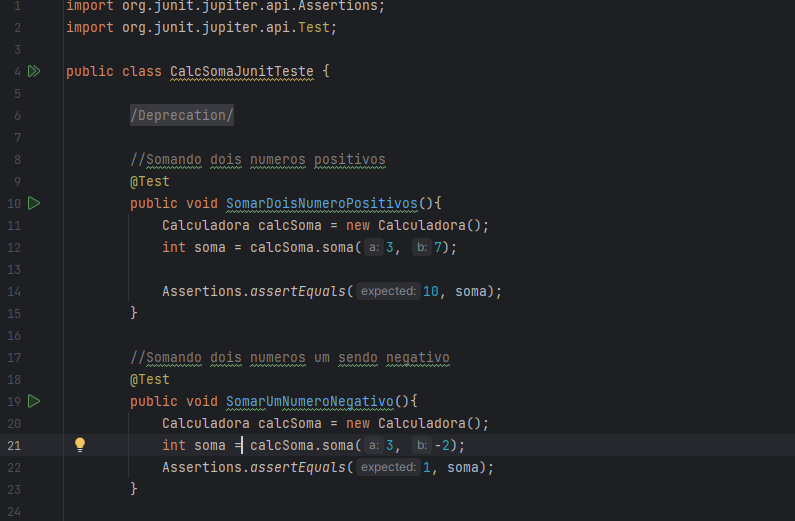 1 import org.junit.jupiter.api.Assertions;
2 import org.junit.jupiter.api.Test;
3
4 public class CalcSomaJunitTeste {
5
6 /Deprecation/
7
8 //Somando dois numeros positivos
9 @Test
10 public void SomarDoisNumeroPositivos(){
11 Calculadora calcSoma = new Calculadora();
12 int soma = calcSoma.soma( a: 3, b: 7);
13
14 Assertions.assertEquals( expected: 10, soma);
15 }
16
17 //Somando dois numeros um sendo negativo
18 @Test
19 public void SomarUmNumeroNegativo(){
20 Calculadora calcSoma = new Calculadora();
21 int soma = calcSoma.soma( a: 3, b: -2);
22 Assertions.assertEquals( expected: 1, soma);
23 }
24